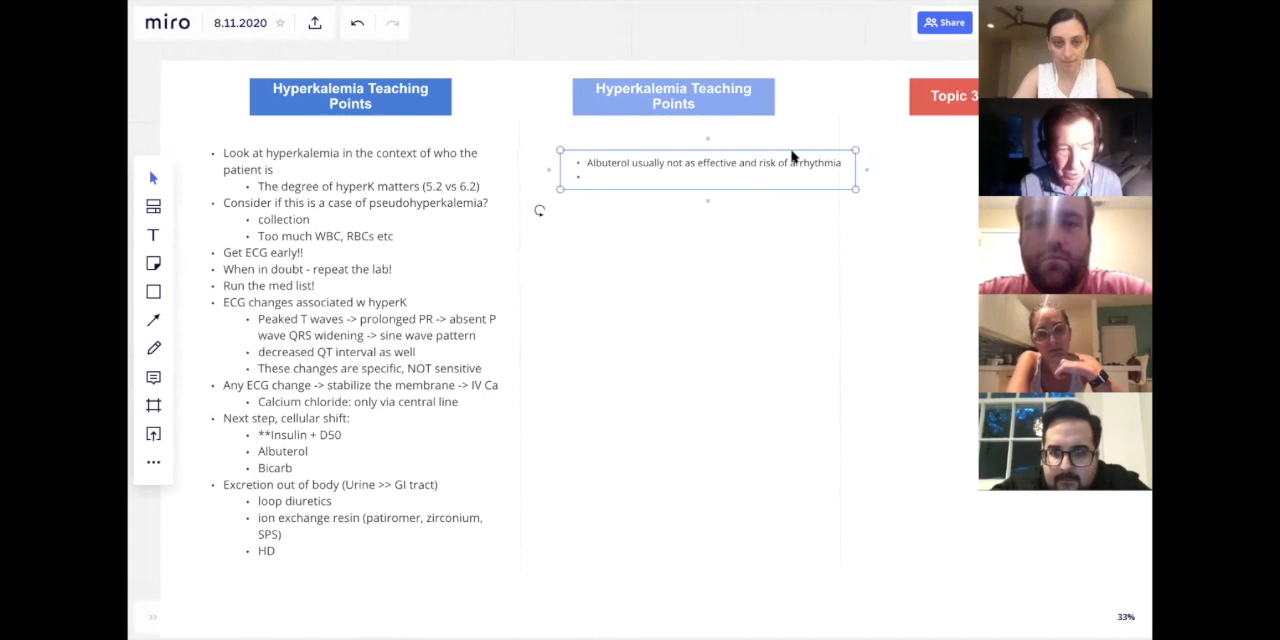 miro
8.11.2020
Share
Hyperkalemia Teaching
Points
Look at hyperkalemia in the context of who the
patient is
The degree of hyperK matters (5.2 vs 6.2)
Consider if this is a case of pseudohyperkalemia?
collection
Too much WBC, RBCs etc
Get ECG early!!
When in doubt - repeat the lab!
Run the med list!
ECG changes associated w hyperK
Peaked T waves -> prolonged PR -> absent P
wave QRS widening -> sine wave pattern
decreased QT interval as well
These changes are specific, NOT sensitive
Any ECG change -> stabilize the membrane -> IV Ca
Calcium chloride: only via central line
Next step, cellular shift:
**Insulin + D50
Albuterol
Bicarb
Excretion out of body (Urine >> GI tract)
loop diuretics
ion exchange resin (patiromer, zirconium,
SPS)
HD
Hyperkalemia Teaching
Points
Albuterol usually not as effective and risk of arrhythmia
Topic 3
33%